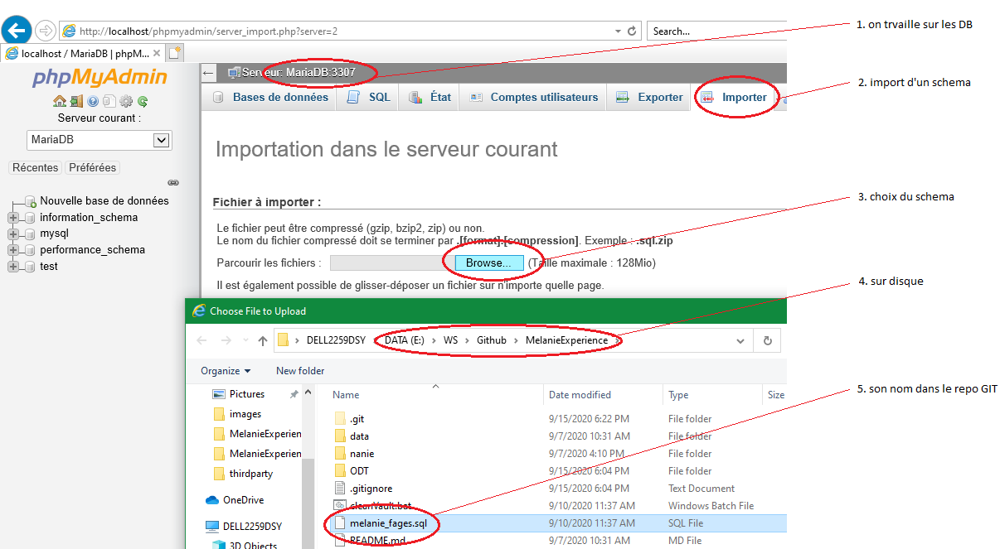 http://localhost/phpmyadmin/server_import.php?server=2
Search...
localhost / MariaDB | phpM...
phpMyAdmin
Serveur courant :
MariaDB
Récentes
Préférées
Nouvelle base de données
information_schema
mysql
performance_schema
test
Serveur: MariaDB:3307
Bases de données
SQL
État
Comptes utilisateurs
Exporter
Importer
Importation dans le serveur courant
Fichier à importer :
Le fichier peut être compressé (gzip, bzip2, zip) ou non.
Le nom du fichier compressé doit se terminer par .[format].[compression]. Exemple : .sql.zip
Parcourir les fichiers :
Browse...
(Taille maximale : 128Mio)
Il est également possible de glisser-déposer un fichier sur n'importe quelle page.
Choose File to Upload
DELL2259DSY > DATA (E:) > WS > Github > MelanieExperience >
Organize
New folder
Pictures
images
MelanieExperien
MelanieExperien
thirdparty
OneDrive
DELL2259DSY
3D Objects
Name Date modified Type Size
.git 9/15/2020 6:22 PM File folder
data 9/7/2020 10:31 AM File folder
nanie 9/7/2020 4:10 PM File folder
ODT 9/15/2020 6:04 PM File folder
.gitignore 9/15/2020 6:04 PM Text Document
cleanVault.bat 9/10/2020 11:37 AM Windows Batch File
melanie_fages.sql 9/10/2020 11:37 AM SQL File
README.md 9/7/2020 10:31 AM MD File
1. on trvaille sur les DB
2. import d'un schema
3. choix du schema
4. sur disque
5. son nom dans le repo GIT